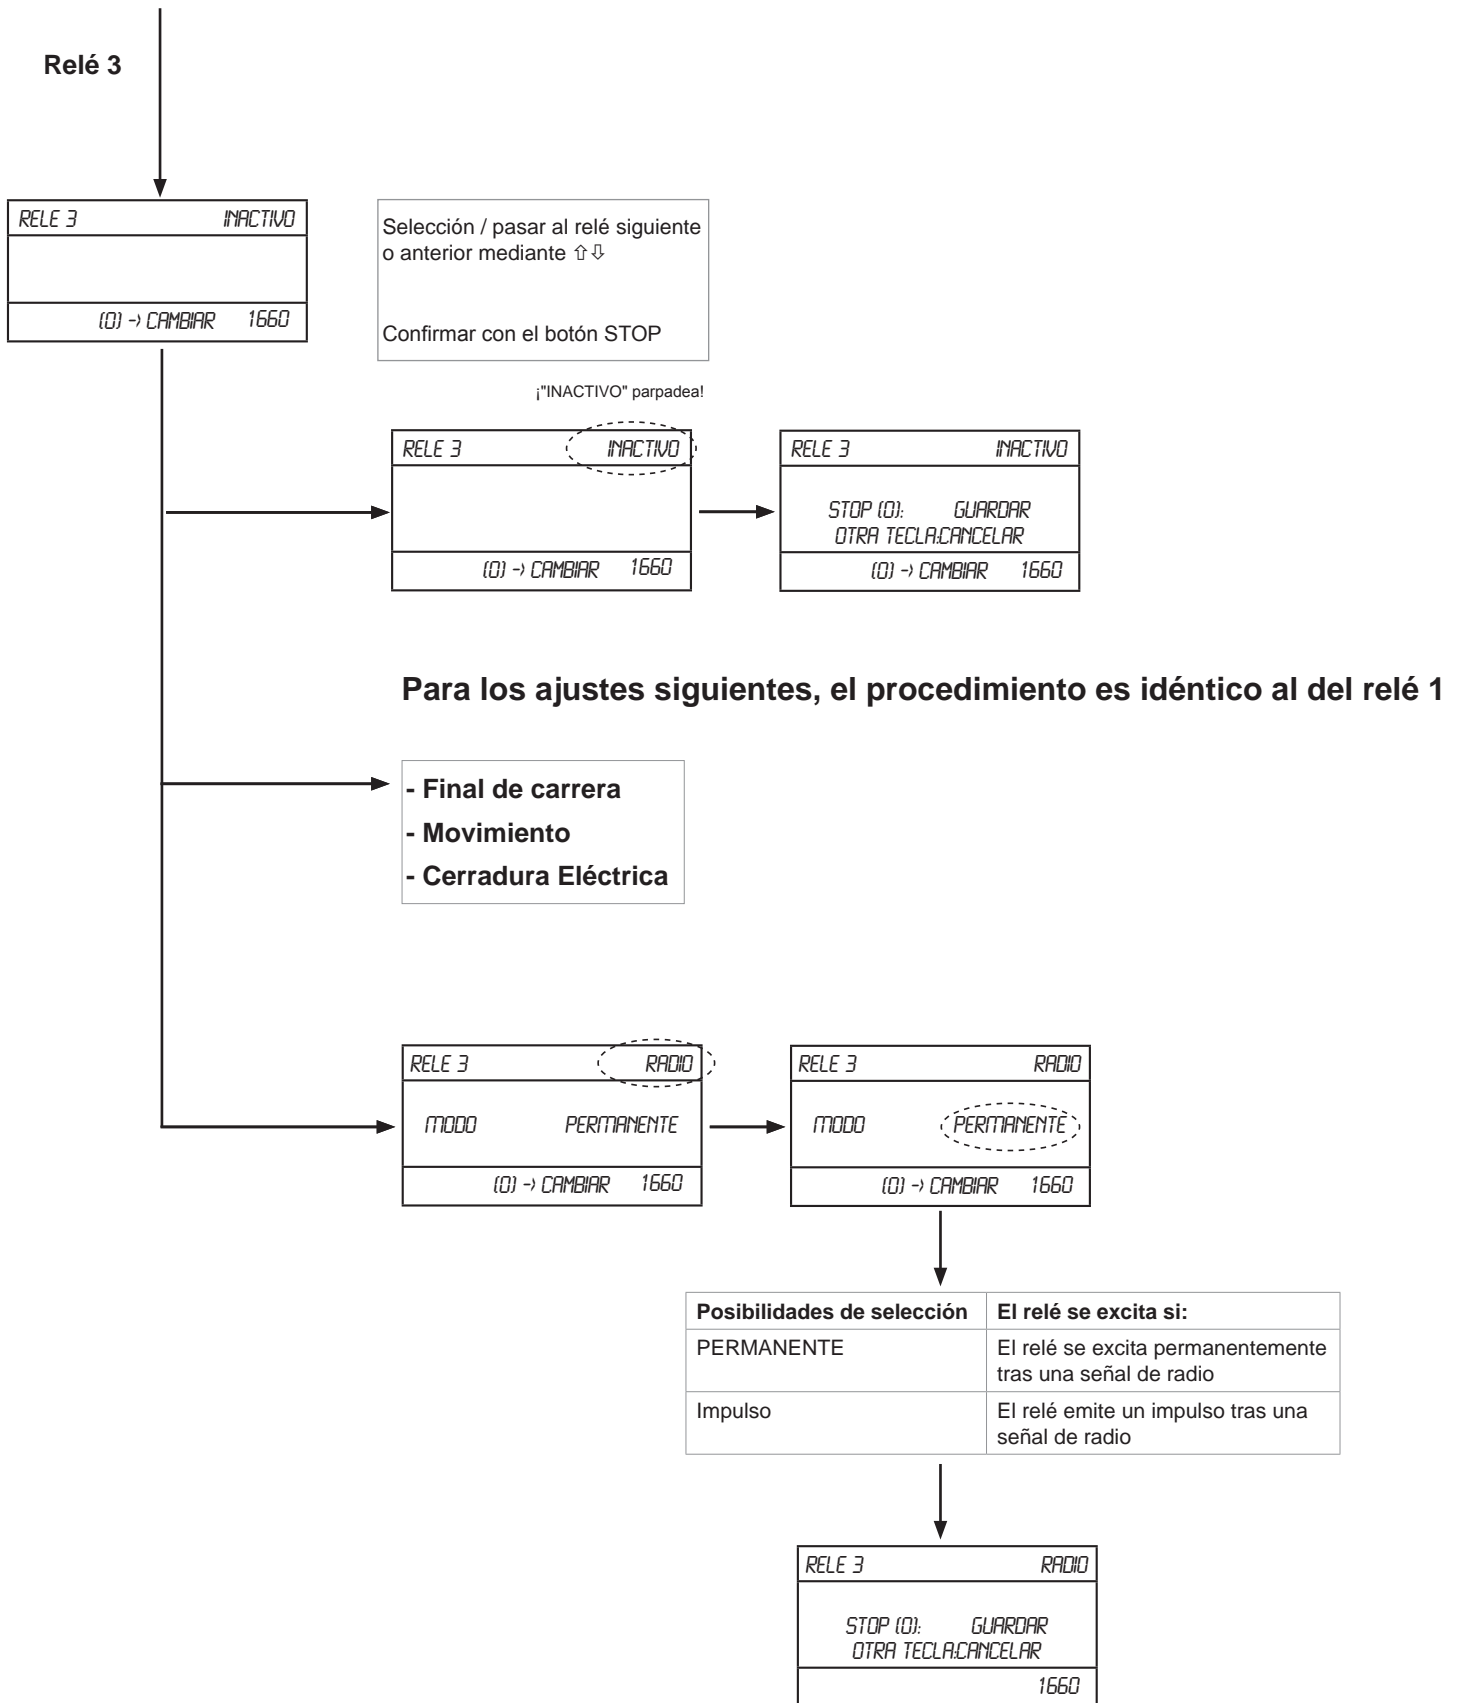 Relé 3
RELE 3 INACTIVO
(0) -> CAMBIAR 1660
Selección / pasar al relé siguiente
o anterior mediante ⇧⇩
Confirmar con el botón STOP
¡"INACTIVO" parpadea!
RELE 3 INACTIVO
(0) -> CAMBIAR 1660
RELE 3 INACTIVO
STOP (0): GUARDAR
OTRA TECLA:CANCELAR
(0) -> CAMBIAR 1660
Para los ajustes siguientes, el procedimiento es idéntico al del relé 1
- Final de carrera
- Movimiento
- Cerradura Eléctrica
RELE 3 RADIO
MODO PERMANENTE
(0) -> CAMBIAR 1660
RELE 3 RADIO
MODO PERMANENTE
(0) -> CAMBIAR 1660
Posibilidades de selección El relé se excita si:
PERMANENTE El relé se excita permanentemente
tras una señal de radio
Impulso El relé emite un impulso tras una
señal de radio
RELE 3 RADIO
STOP (0): GUARDAR
OTRA TECLA:CANCELAR
1660